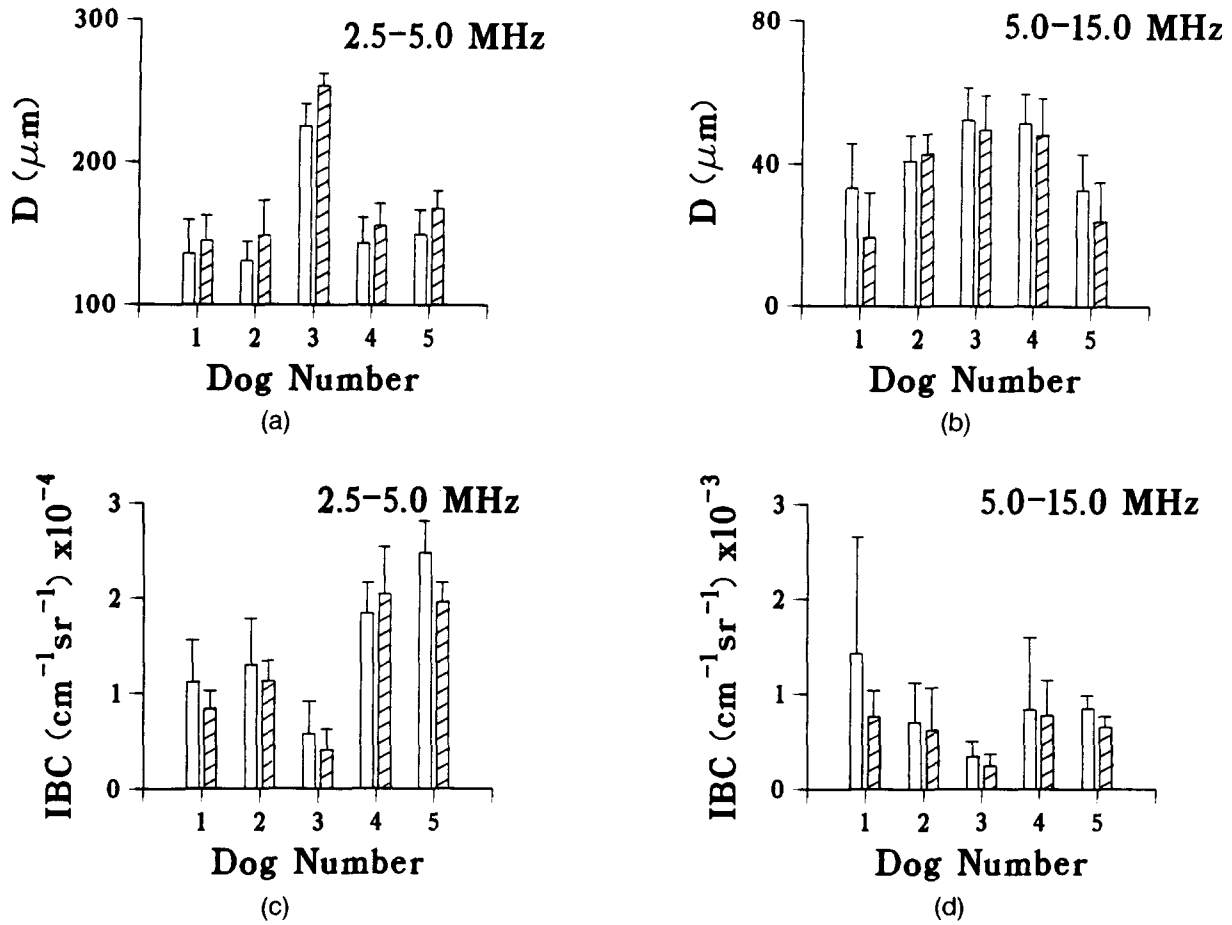 2.5–5.0 MHz
300
200
100
D (μm)
1 2 3 4 5
Dog Number
(a)
5.0–15.0 MHz
80
40
0
D (μm)
1 2 3 4 5
Dog Number
(b)
2.5–5.0 MHz
3
2
1
0
IBC (cm⁻¹sr⁻¹) x10⁻⁴
1 2 3 4 5
Dog Number
(c)
5.0–15.0 MHz
3
2
1
0
IBC (cm⁻¹sr⁻¹) x10⁻³
1 2 3 4 5
Dog Number
(d)